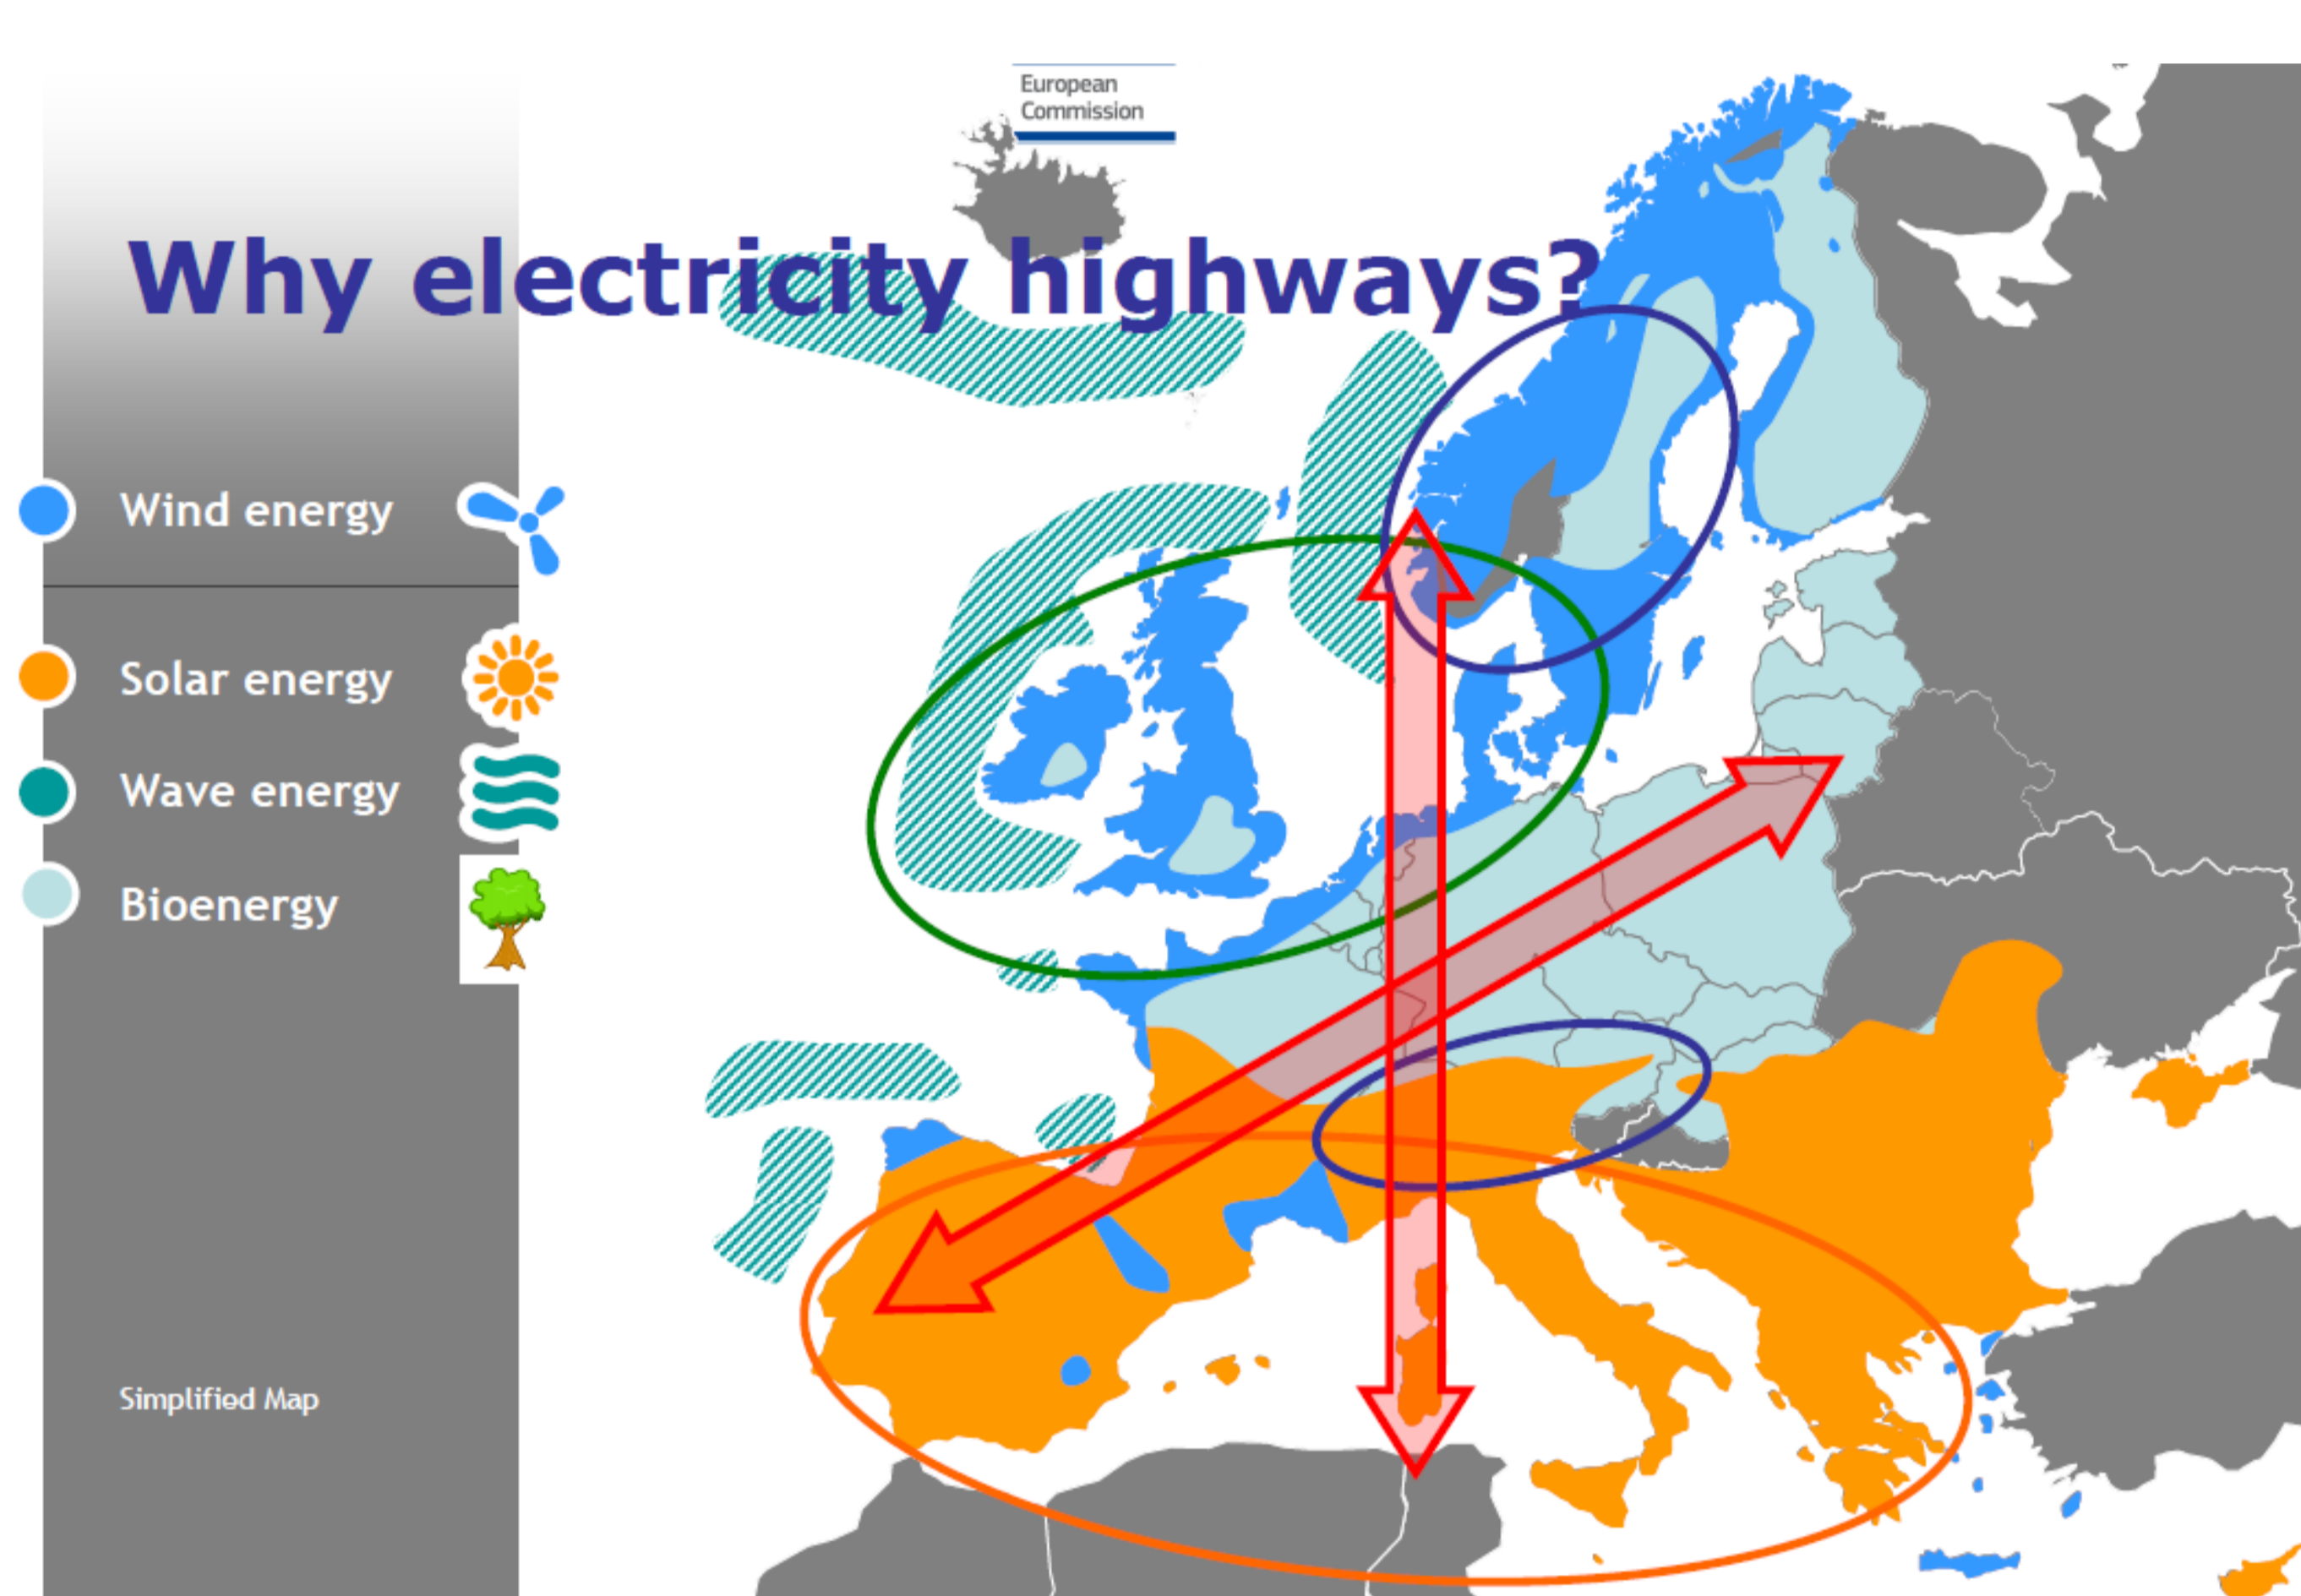 European
Commission
Why electricity highways?
Wind energy
Solar energy
Wave energy
Bioenergy
Simplified Map